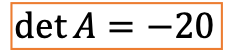 det A = −20